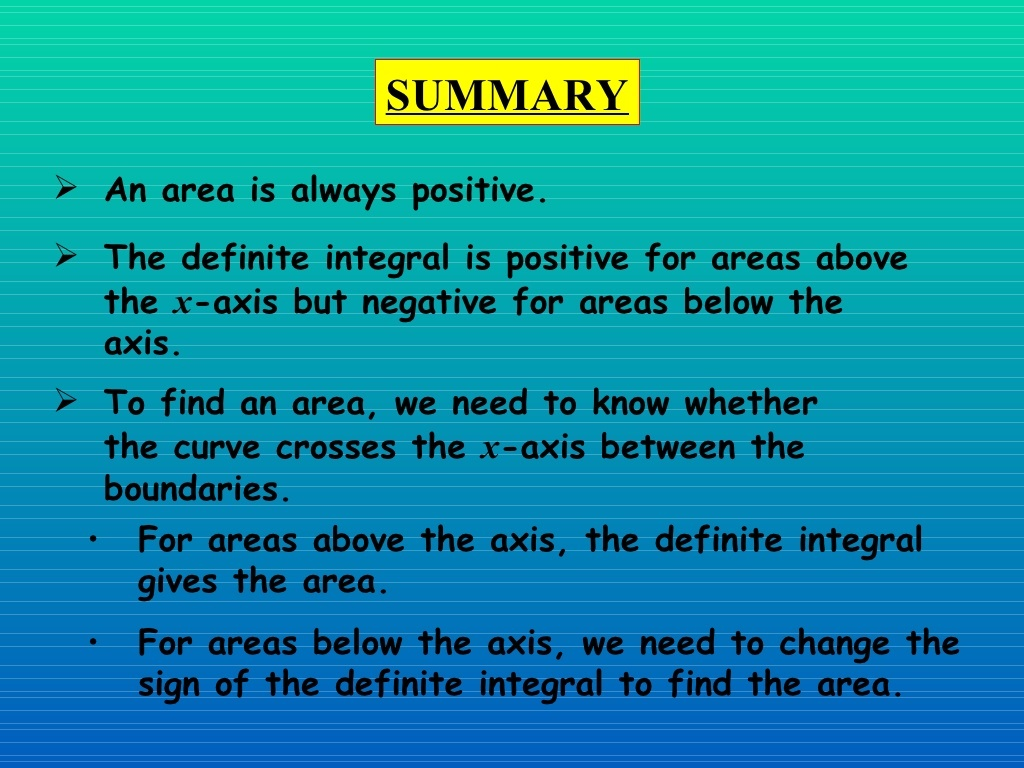 SUMMARY
➢ An area is always positive.
➢ The definite integral is positive for areas above
the x-axis but negative for areas below the
axis.
➢ To find an area, we need to know whether
the curve crosses the x-axis between the
boundaries.
• For areas above the axis, the definite integral
gives the area.
• For areas below the axis, we need to change the
sign of the definite integral to find the area.